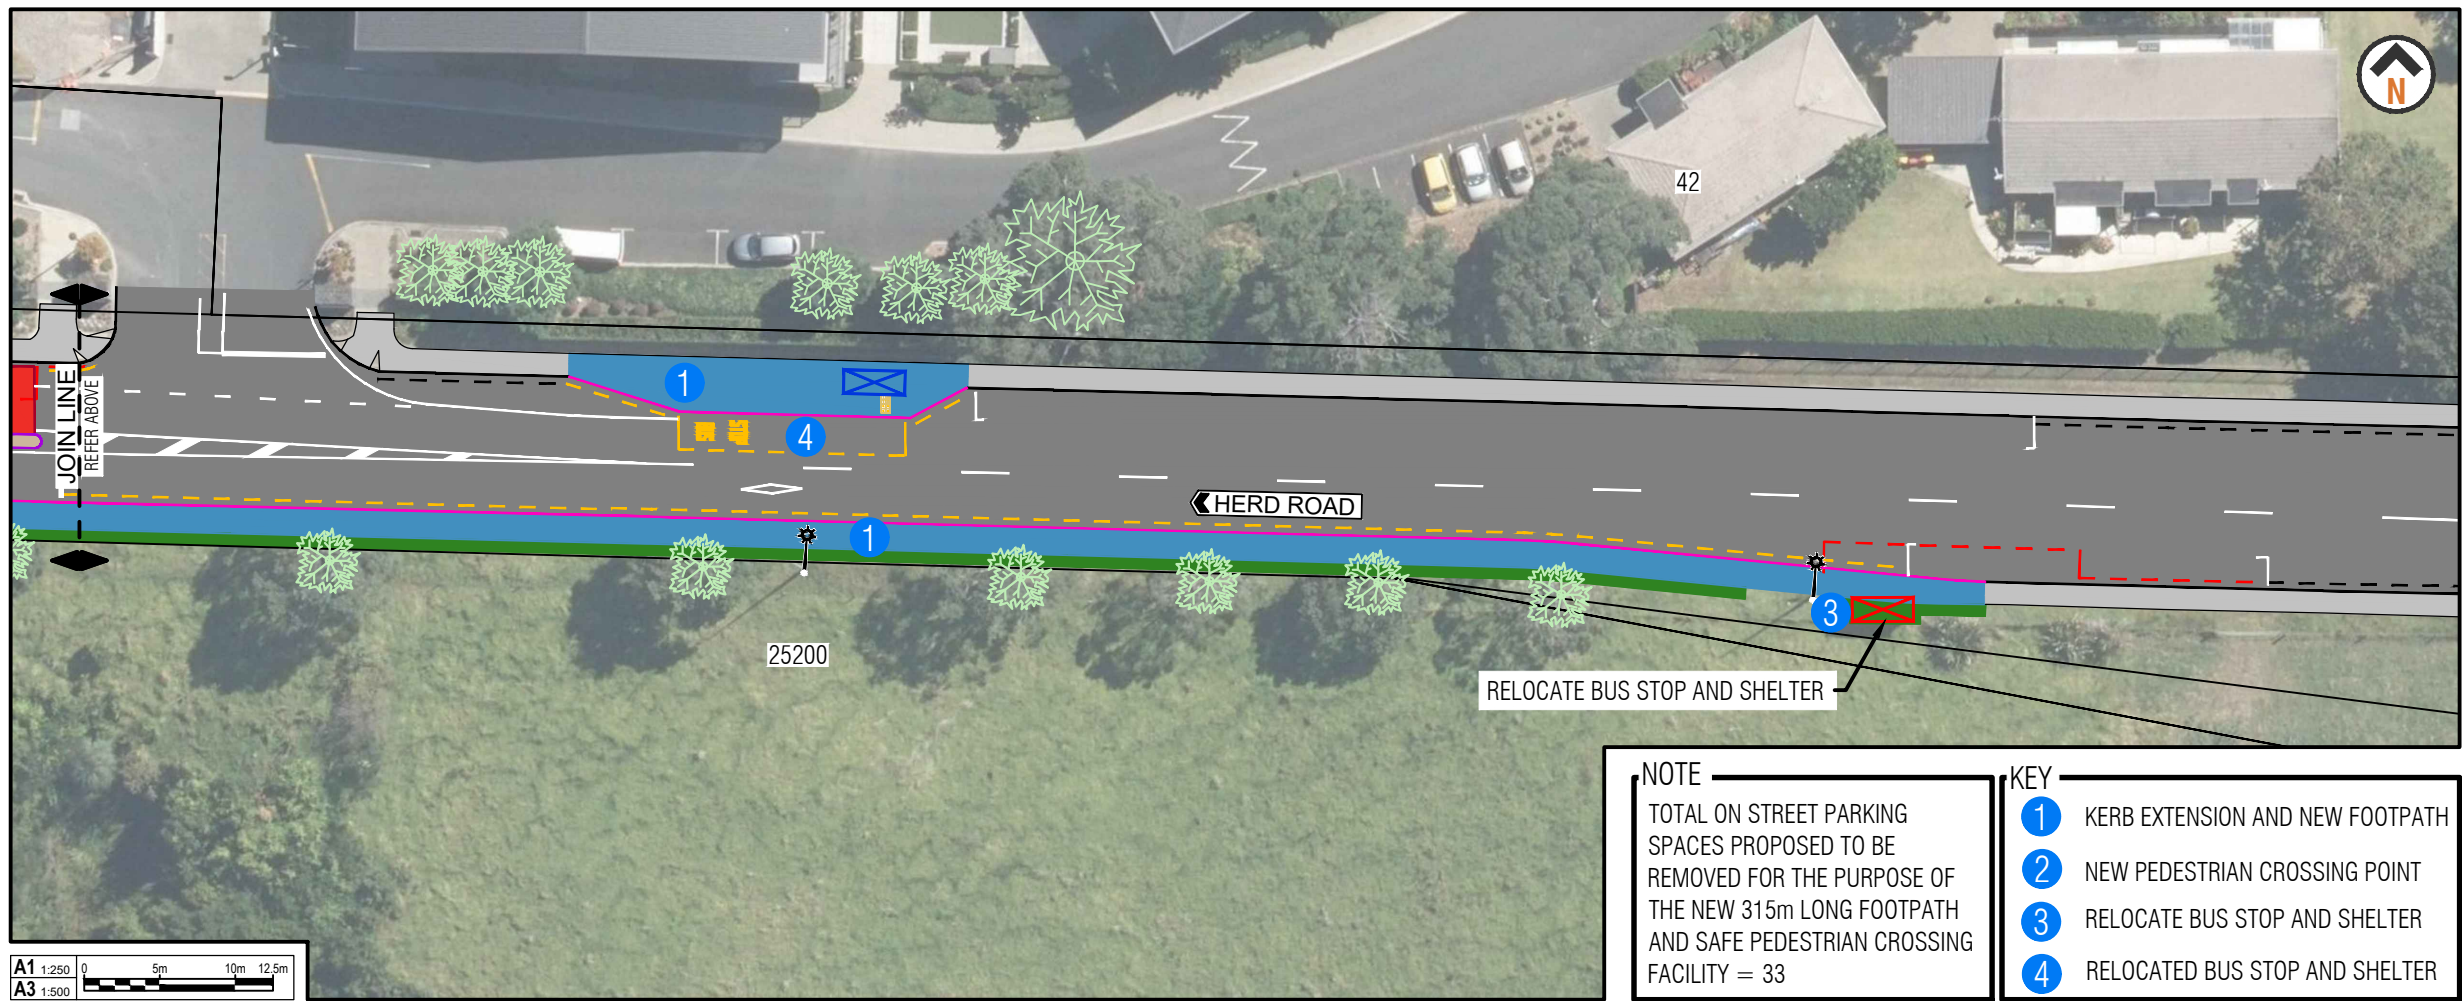 N
42
JOIN LINE
REFER ABOVE
1
4
HERD ROAD
1
3
25200
RELOCATE BUS STOP AND SHELTER
NOTE
TOTAL ON STREET PARKING
SPACES PROPOSED TO BE
REMOVED FOR THE PURPOSE OF
THE NEW 315m LONG FOOTPATH
AND SAFE PEDESTRIAN CROSSING
FACILITY = 33
KEY
1 KERB EXTENSION AND NEW FOOTPATH
2 NEW PEDESTRIAN CROSSING POINT
3 RELOCATE BUS STOP AND SHELTER
4 RELOCATED BUS STOP AND SHELTER
A1 1:250 0 5m 10m 12.5m
A3 1:500